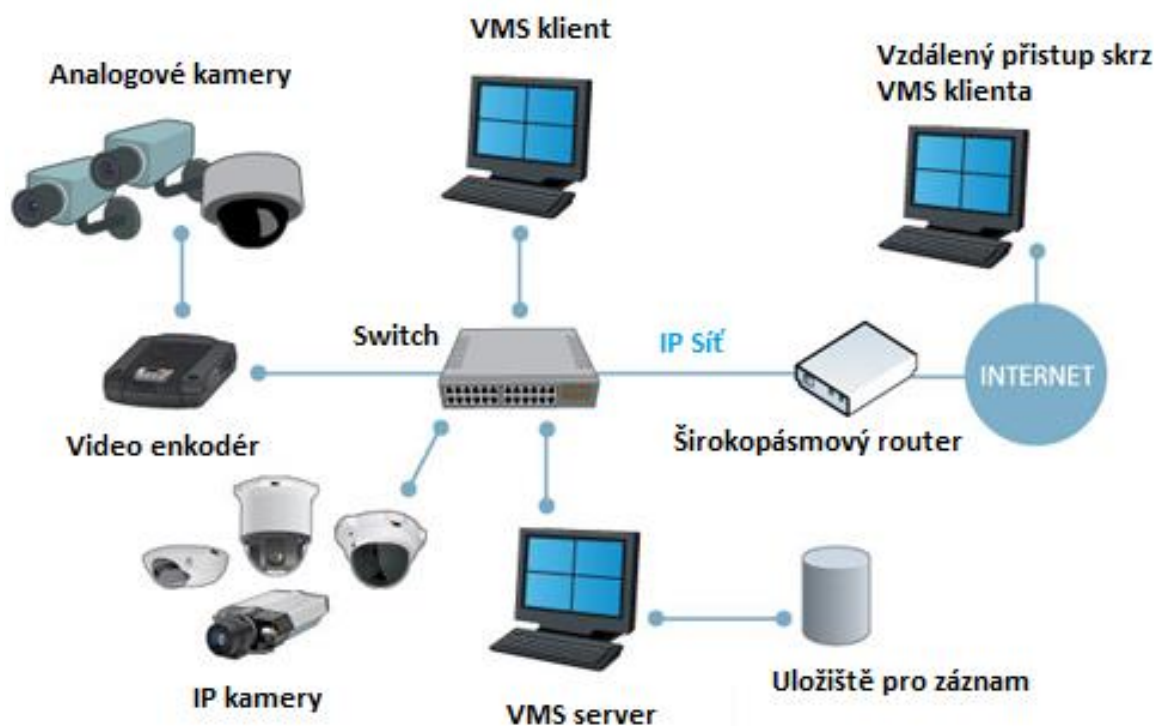 VMS klient
Analogové kamery
Vzdálený přistup skrz
VMS klienta
Switch
IP Síť
INTERNET
Video enkodér
Širokopásmový router
IP kamery
VMS server
Uložiště pro záznam